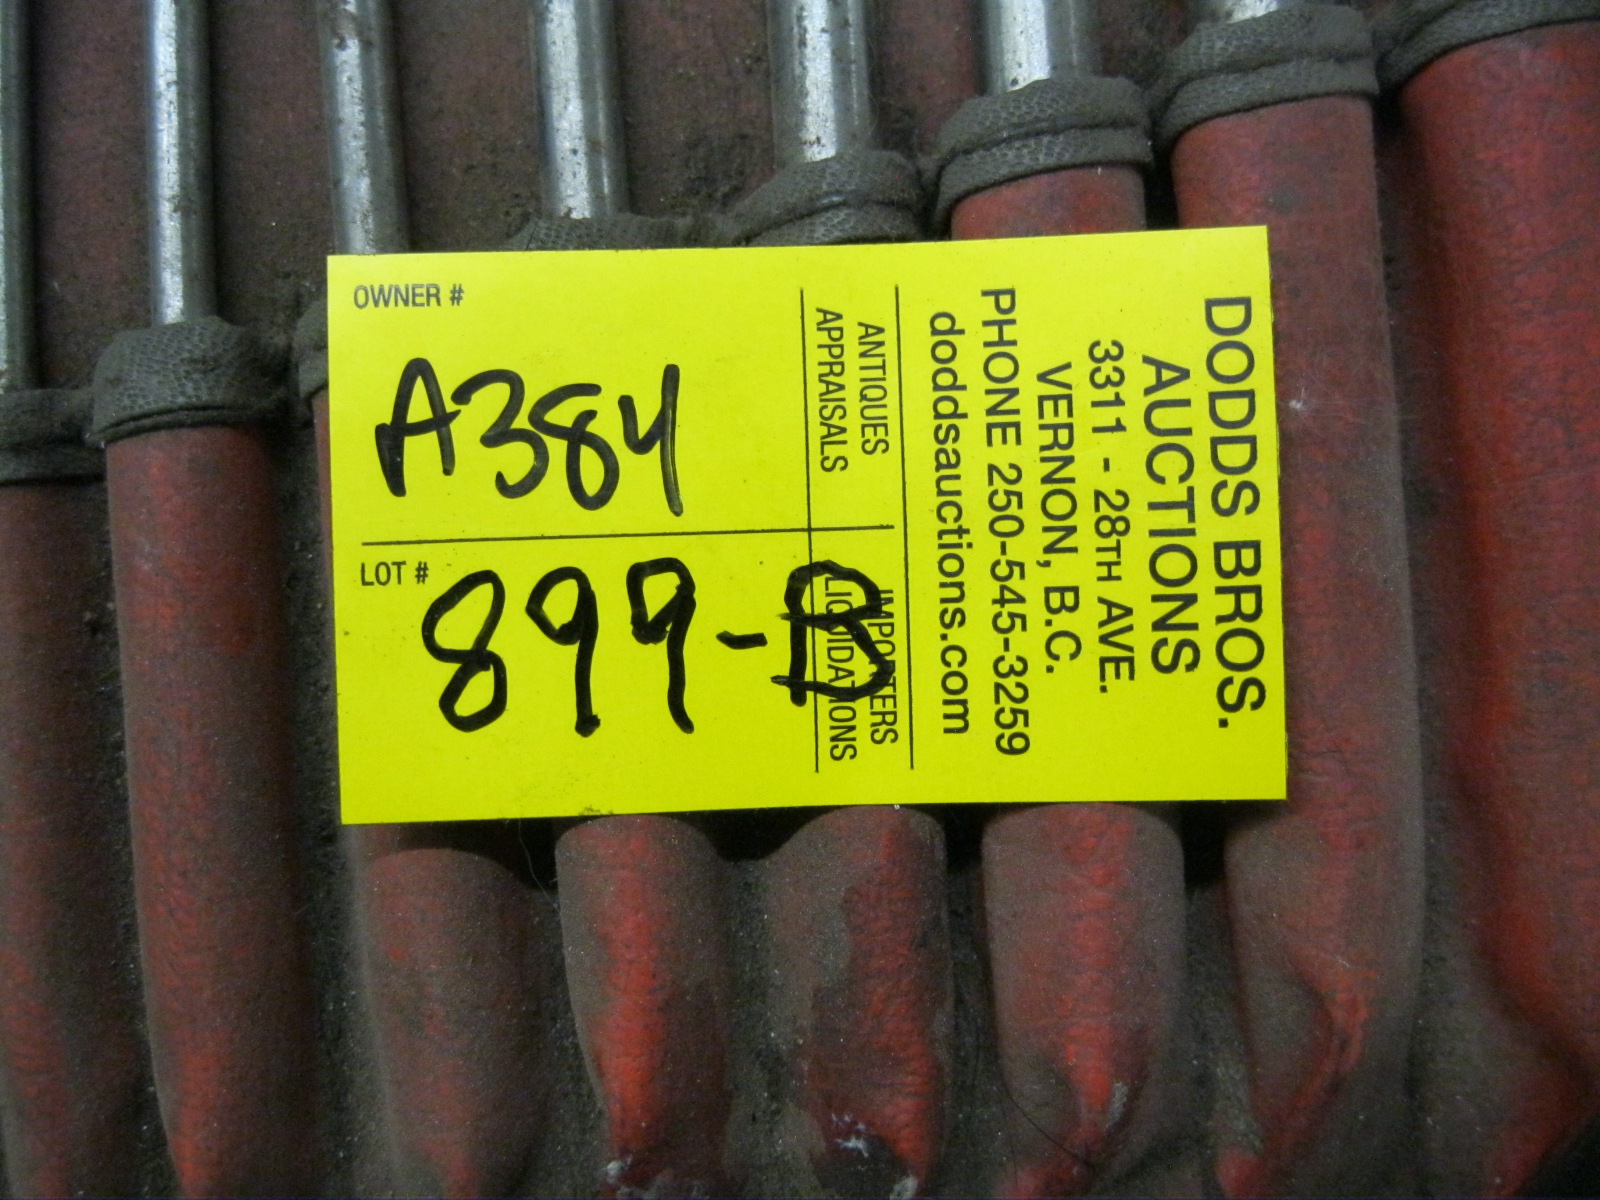 DODDS BROS.
AUCTIONS
3311 - 28TH AVE.
VERNON, B.C.
PHONE 250-545-3259
doddsauctions.com
ANTIQUES IMPORTERS
APPRAISALS LIQUIDATIONS
OWNER #
A384
LOT #
899-B